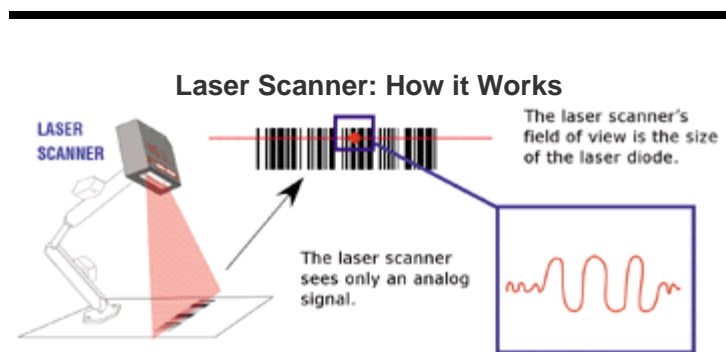 Laser Scanner: How it Works
LASER
SCANNER
The laser scanner's
field of view is the size
of the laser diode.
The laser scanner
sees only an analog
signal.